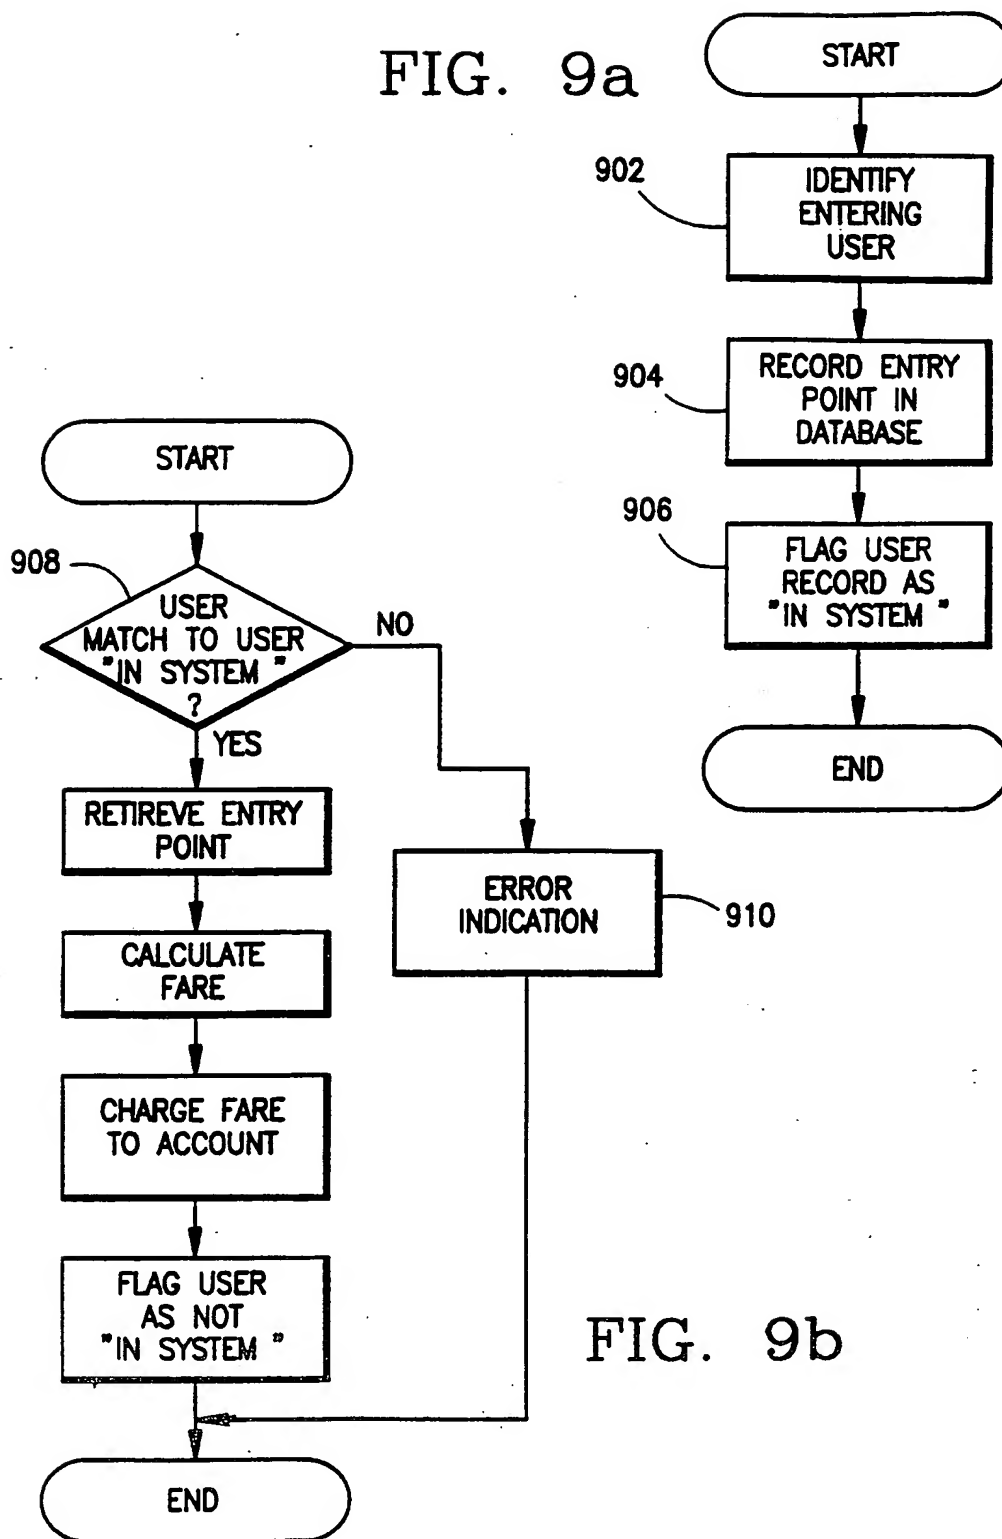 FIG. 9a
START
902
IDENTIFY
ENTERING
USER
904
RECORD ENTRY
POINT IN
DATABASE
906
FLAG USER
RECORD AS
"IN SYSTEM "
END
START
908
USER
MATCH TO USER
"IN SYSTEM "
?
NO
YES
RETIREVE ENTRY
POINT
CALCULATE
FARE
CHARGE FARE
TO ACCOUNT
FLAG USER
AS NOT
"IN SYSTEM "
ERROR
INDICATION
910
END
FIG. 9b